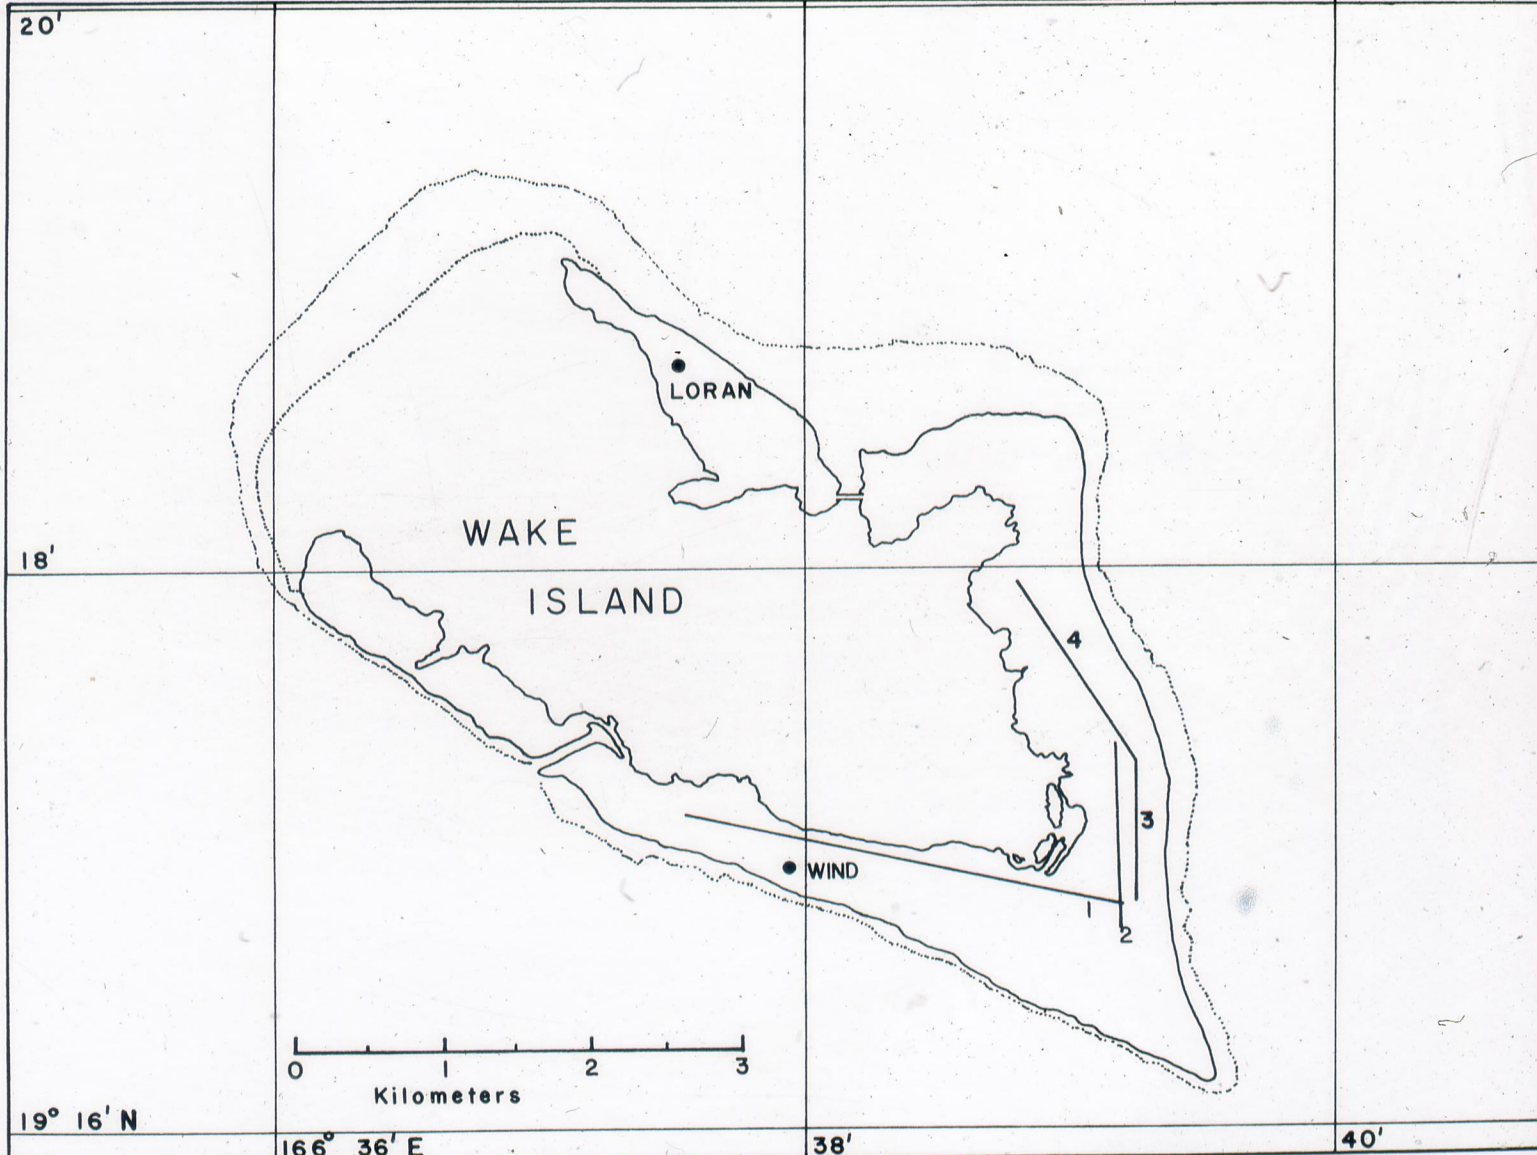 20'
LORAN
WAKE
18'
ISLAND
4
3
WIND
1
2
0 1 2 3
Kilometers
19° 16' N
166° 36' E 38' 40'